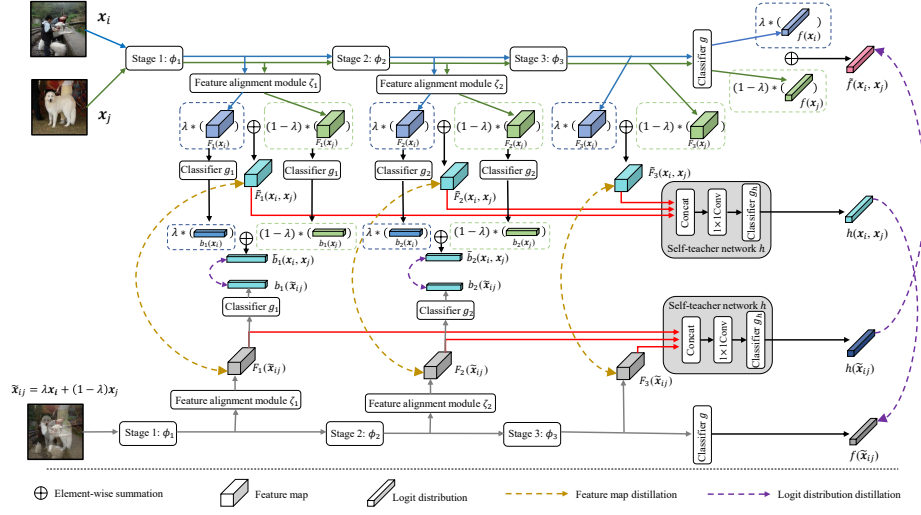 x_i
x_j
Stage 1: ϕ_1
Stage 2: ϕ_2
Stage 3: ϕ_3
Classifier g
λ ∗ ( )
f(x_i)
(1 − λ) ∗ ( )
f(x_j)
f̃(x_i, x_j)
Feature alignment module ζ_1
Feature alignment module ζ_2
λ ∗ ( )
F_1(x_i)
(1 − λ) ∗ ( )
F_1(x_j)
λ ∗ ( )
F_2(x_i)
(1 − λ) ∗ ( )
F_2(x_j)
λ ∗ ( )
F_3(x_i)
(1 − λ) ∗ ( )
F_3(x_j)
Classifier g_1
Classifier g_1
Classifier g_2
Classifier g_2
F̃_1(x_i, x_j)
F̃_2(x_i, x_j)
F̃_3(x_i, x_j)
Concat
1×1Conv
Classifier g_h
Self-teacher network h
h(x_i, x_j)
λ ∗ ( )
b_1(x_i)
(1 − λ) ∗ ( )
b_1(x_j)
λ ∗ ( )
b_2(x_i)
(1 − λ) ∗ ( )
b_2(x_j)
b̃_1(x_i, x_j)
b̃_2(x_i, x_j)
b_1(x̃_ij)
b_2(x̃_ij)
Classifier g_1
Classifier g_2
Self-teacher network h
Concat
1×1Conv
Classifier g_h
h(x̃_ij)
F_1(x̃_ij)
F_2(x̃_ij)
F_3(x̃_ij)
x̃_ij = λx_i + (1 − λ)x_j
Feature alignment module ζ_1
Feature alignment module ζ_2
Stage 1: ϕ_1
Stage 2: ϕ_2
Stage 3: ϕ_3
Classifier g
f(x̃_ij)
Element-wise summation
Feature map
Logit distribution
Feature map distillation
Logit distribution distillation